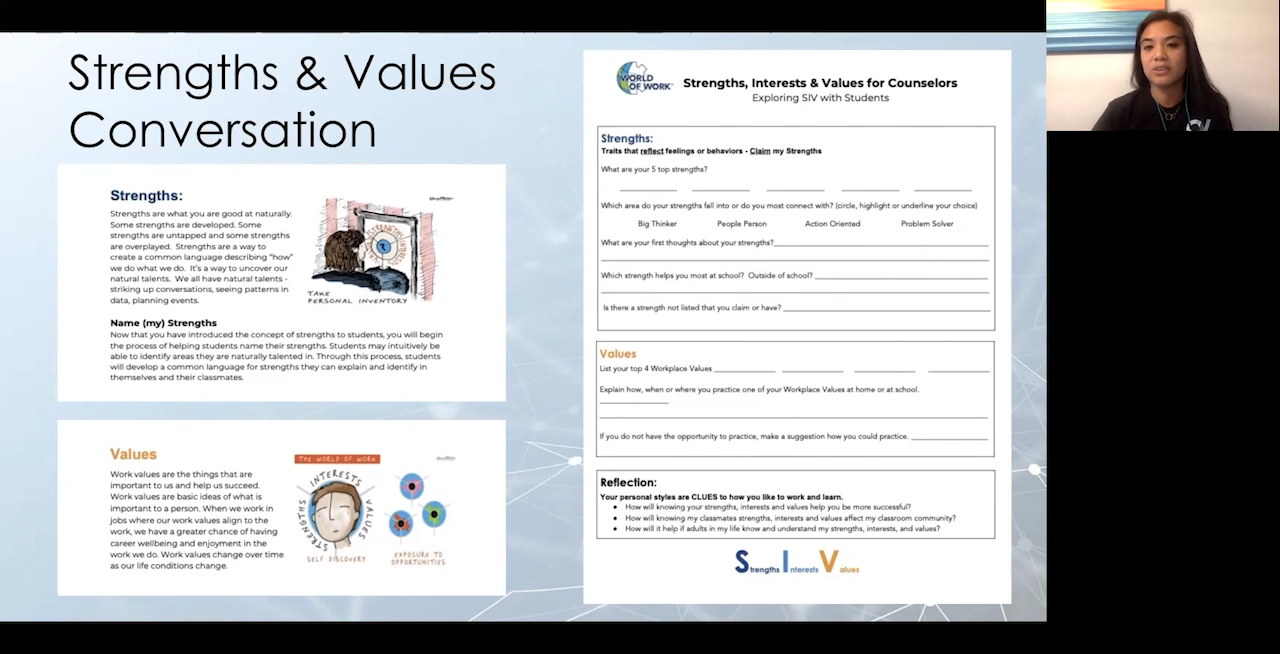 Strengths & Values
Conversation
Strengths:
Strengths are what you are good at naturally.
Some strengths are developed. Some
strengths are untapped and some strengths
are overplayed. Strengths are a way to
create a common language describing "how"
we do what we do. It's a way to uncover our
natural talents. We all have natural talents -
striking up conversations, seeing patterns in
data, planning events.
TAKE
PERSONAL INVENTORY
Name (my) Strengths
Now that you have introduced the concept of strengths to students, you will begin
the process of helping students name their strengths. Students may intuitively be
able to identify areas they are naturally talented in. Through this process, students
will develop a common language for strengths they can explain and identify in
themselves and their classmates.
Values
Work values are the things that are
important to us and help us succeed.
Work values are basic ideas of what is
important to a person. When we work in
jobs where our work values align to the
work, we have a greater chance of having
career wellbeing and enjoyment in the
work we do. Work values change over time
as our life conditions change.
THE WORLD OF WORK
STRENGTHS INTERESTS VALUES
SELF DISCOVERY
EXPOSURE TO
OPPORTUNITIES
WORLD
OF WORK
Strengths, Interests & Values for Counselors
Exploring SIV with Students
Strengths:
Traits that reflect feelings or behaviors - Claim my Strengths
What are your 5 top strengths?
Which area do your strengths fall into or do you most connect with? (circle, highlight or underline your choice)
Big Thinker People Person Action Oriented Problem Solver
What are your first thoughts about your strengths?
Which strength helps you most at school? Outside of school?
Is there a strength not listed that you claim or have?
Values
List your top 4 Workplace Values
Explain how, when or where you practice one of your Workplace Values at home or at school.
If you do not have the opportunity to practice, make a suggestion how you could practice.
Reflection:
Your personal styles are CLUES to how you like to work and learn.
• How will knowing your strengths, interests and values help you be more successful?
• How will knowing my classmates strengths, interests and values affect my classroom community?
• How will it help if adults in my life know and understand my strengths, interests, and values?
Strengths Interests Values